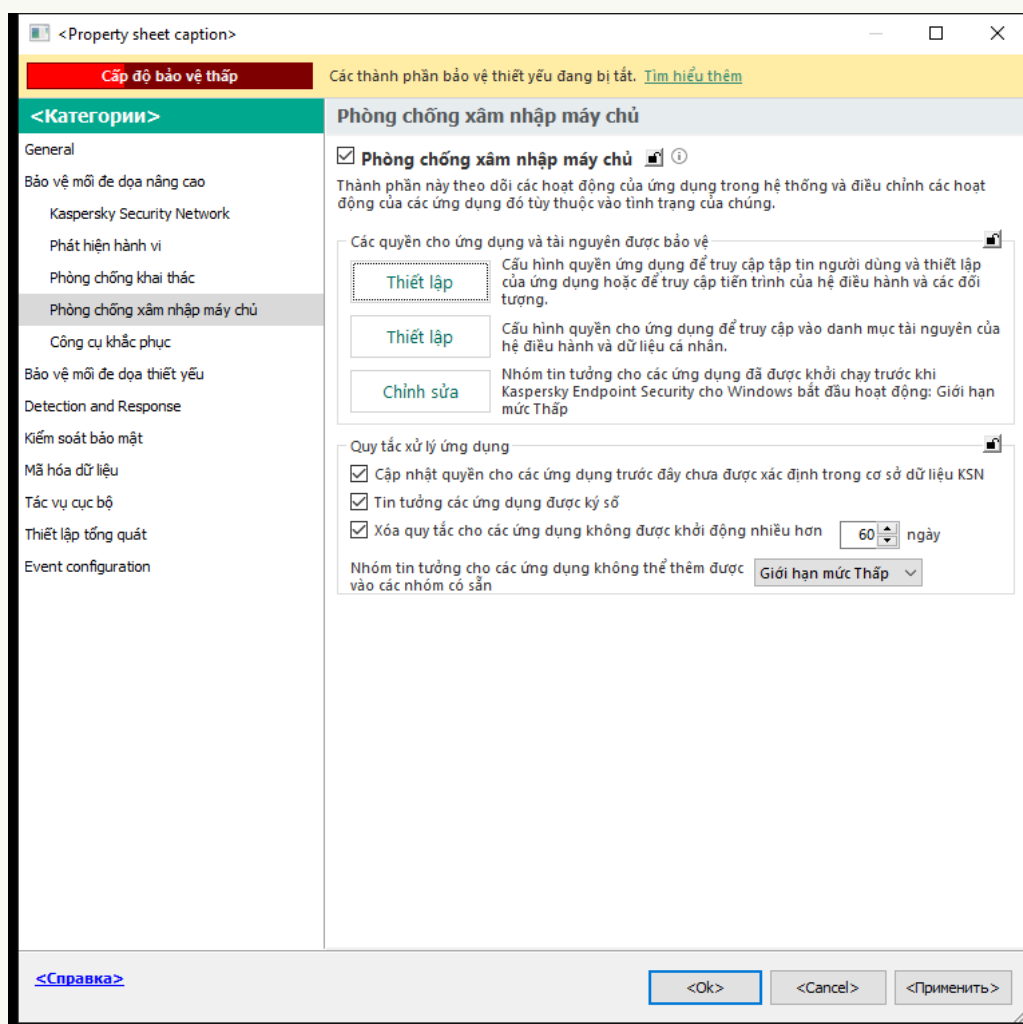 <Property sheet caption>
Cấp độ bảo vệ thấp
Các thành phần bảo vệ thiết yếu đang bị tắt. Tìm hiểu thêm
<Категории>
General
Bảo vệ mối đe dọa nâng cao
Kaspersky Security Network
Phát hiện hành vi
Phòng chống khai thác
Phòng chống xâm nhập máy chủ
Công cụ khắc phục
Bảo vệ mối đe dọa thiết yếu
Detection and Response
Kiểm soát bảo mật
Mã hóa dữ liệu
Tác vụ cục bộ
Thiết lập tổng quát
Event configuration
Phòng chống xâm nhập máy chủ
Phòng chống xâm nhập máy chủ
Thành phần này theo dõi các hoạt động của ứng dụng trong hệ thống và điều chỉnh các hoạt
động của các ứng dụng đó tùy thuộc vào tình trạng của chúng.
Các quyền cho ứng dụng và tài nguyên được bảo vệ
Thiết lập
Cấu hình quyền ứng dụng để truy cập tập tin người dùng và thiết lập
của ứng dụng hoặc để truy cập tiến trình của hệ điều hành và các đối
tượng.
Thiết lập
Cấu hình quyền cho ứng dụng để truy cập vào danh mục tài nguyên của
hệ điều hành và dữ liệu cá nhân.
Chỉnh sửa
Nhóm tin tưởng cho các ứng dụng đã được khởi chạy trước khi
Kaspersky Endpoint Security cho Windows bắt đầu hoạt động: Giới hạn
mức Thấp
Quy tắc xử lý ứng dụng
Cập nhật quyền cho các ứng dụng trước đây chưa được xác định trong cơ sở dữ liệu KSN
Tin tưởng các ứng dụng được ký số
Xóa quy tắc cho các ứng dụng không được khởi động nhiều hơn 60 ngày
Nhóm tin tưởng cho các ứng dụng không thể thêm được
vào các nhóm có sẵn
Giới hạn mức Thấp
<Справка>
<Ok>
<Cancel>
<Применить>